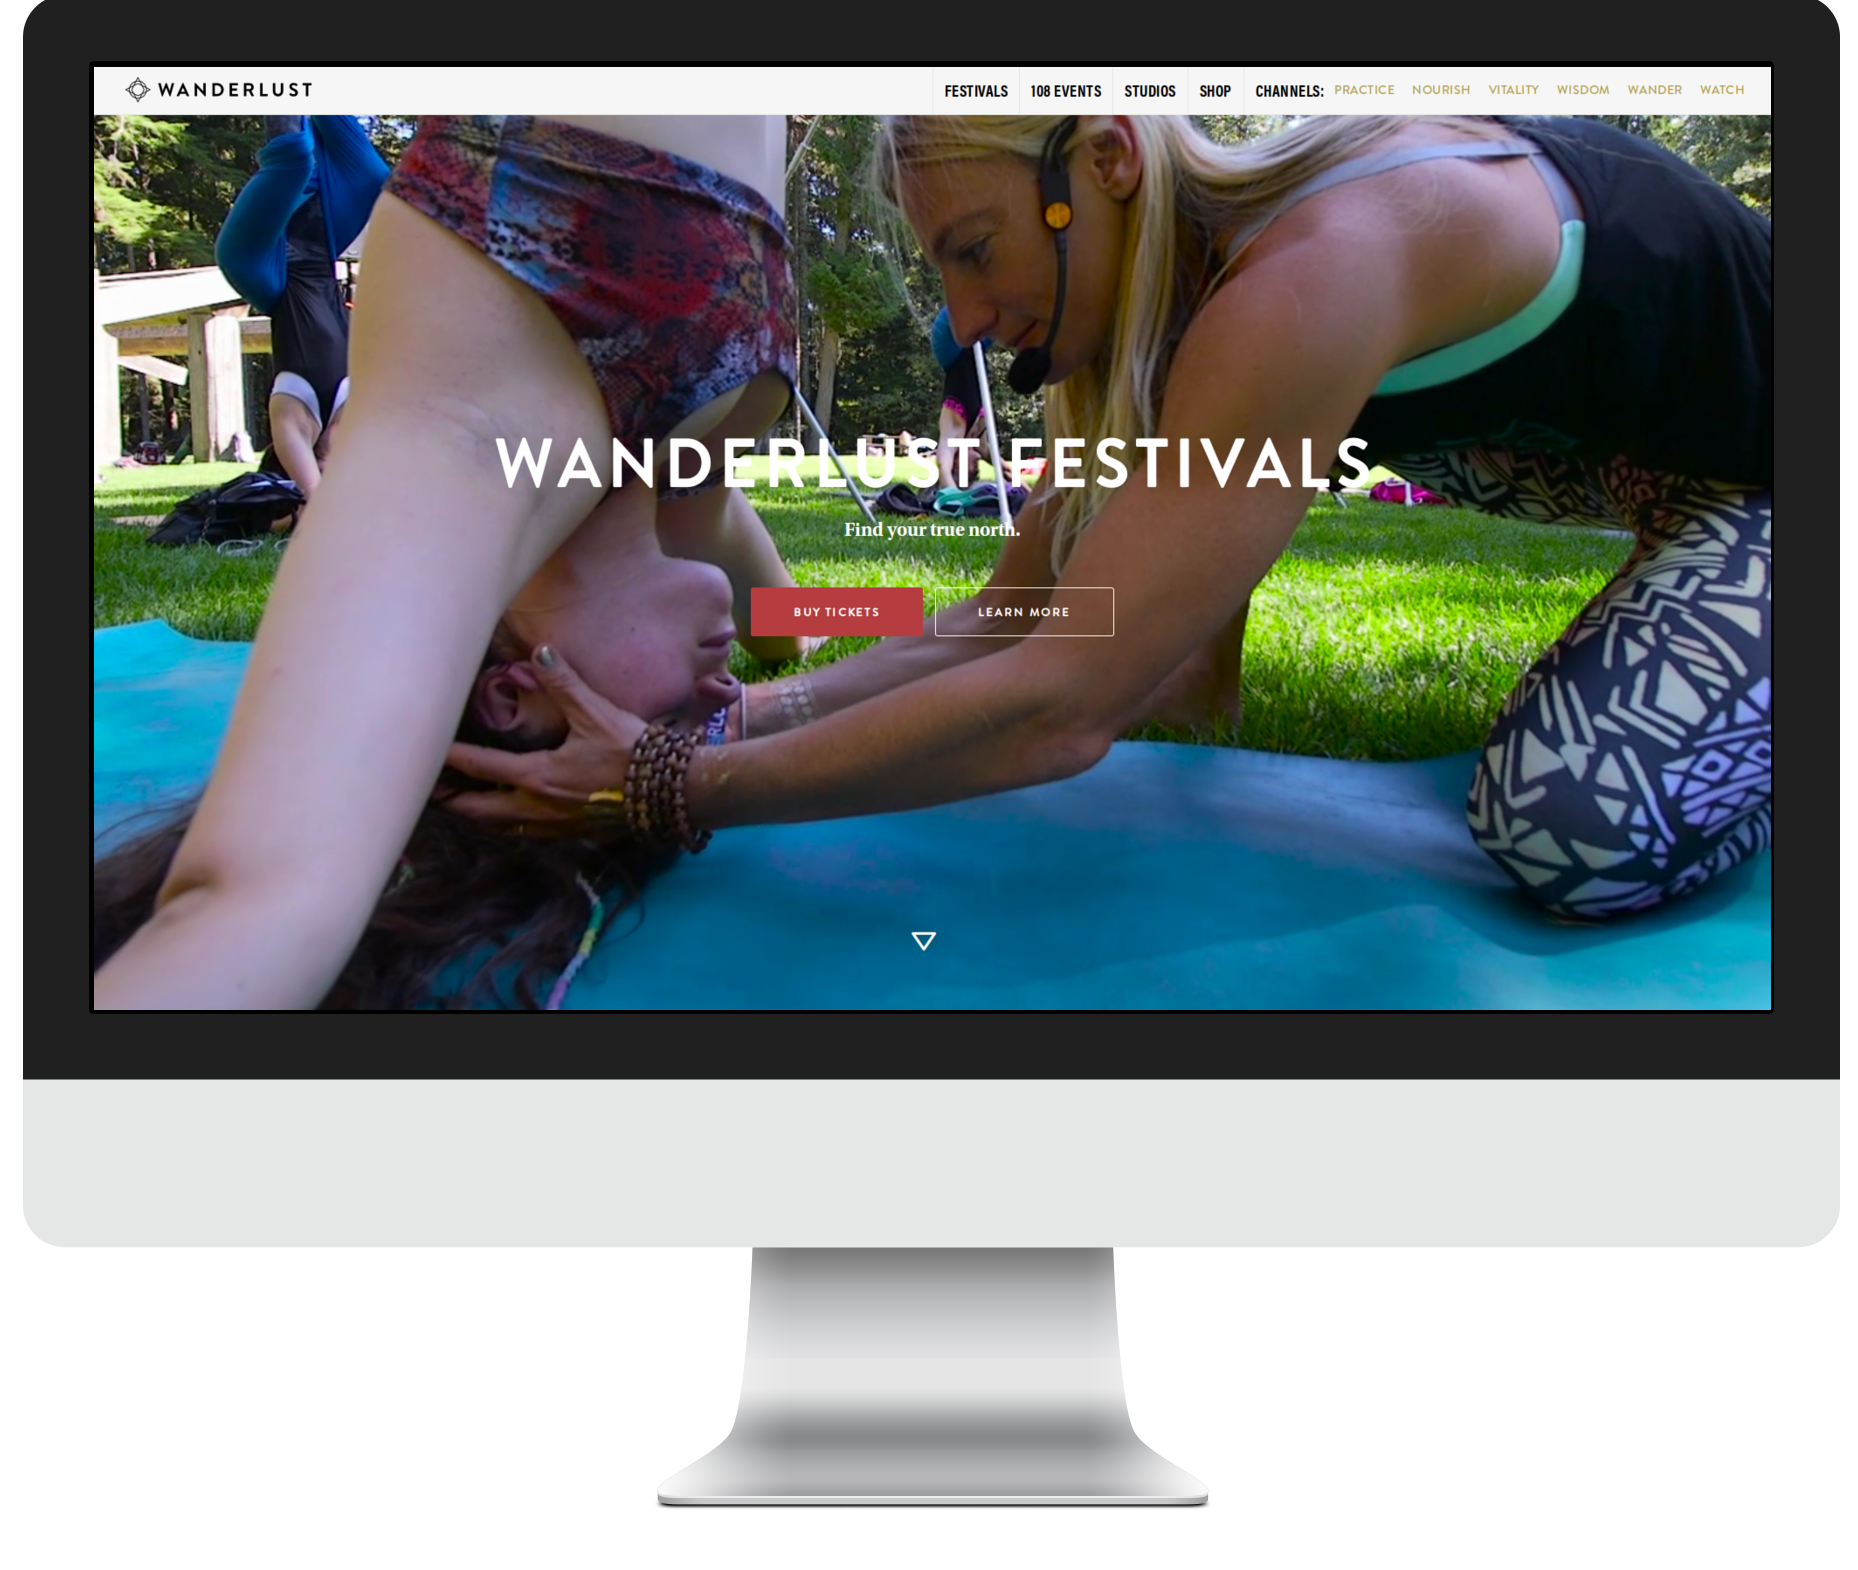 WANDERLUST
FESTIVALS 108 EVENTS STUDIOS SHOP CHANNELS: PRACTICE NOURISH VITALITY WISDOM WANDER WATCH
WANDERLUST FESTIVALS
Find your true north.
BUY TICKETS LEARN MORE
ERL